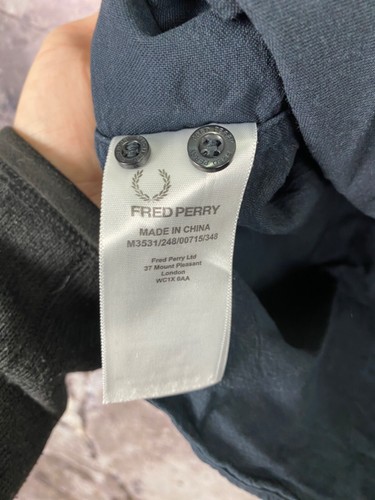 FRED PERRY
MADE IN CHINA
M3531/248/00715/348
Fred Perry Ltd
37 Mount Pleasant
London
WC1X 0AA